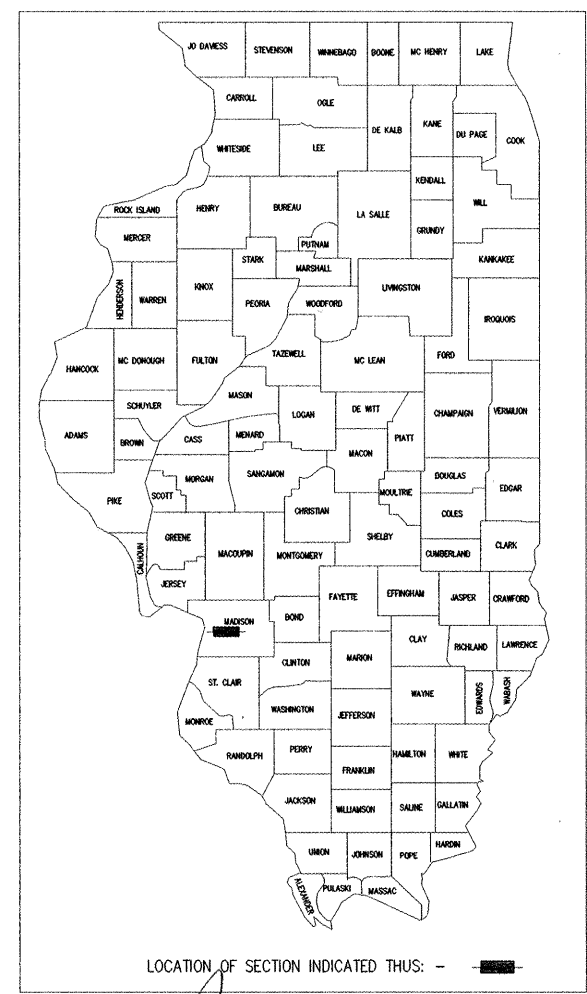 JO DAVIESS STEVENSON WINNEBAGO BOONE MC HENRY LAKE
CARROLL OGLE DE KALB KANE DU PAGE COOK
WHITESIDE LEE
KENDALL
ROCK ISLAND HENRY BUREAU LA SALLE GRUNDY WILL
MERCER PUTNAM
STARK MARSHALL KANKAKEE
HENDERSON WARREN KNOX PEORIA WOODFORD LIVINGSTON IROQUOIS
HANCOCK MC DONOUGH FULTON TAZEWELL MC LEAN FORD
MASON
SCHUYLER LOGAN DE WITT CHAMPAIGN VERMILION
ADAMS BROWN CASS MENARD MACON PIATT
PIKE SCOTT MORGAN SANGAMON MOULTRIE DOUGLAS EDGAR
CHRISTIAN COLES
CALHOUN GREENE MACOUPIN MONTGOMERY SHELBY CUMBERLAND CLARK
JERSEY FAYETTE EFFINGHAM JASPER CRAWFORD
MADISON BOND
CLAY RICHLAND LAWRENCE
CLINTON MARION
ST. CLAIR WAYNE EDWARDS WABASH
MONROE WASHINGTON JEFFERSON
RANDOLPH PERRY HAMILTON WHITE
FRANKLIN
JACKSON WILLIAMSON SALINE GALLATIN
UNION JOHNSON POPE HARDIN
ALEXANDER PULASKI MASSAC
LOCATION OF SECTION INDICATED THUS: -